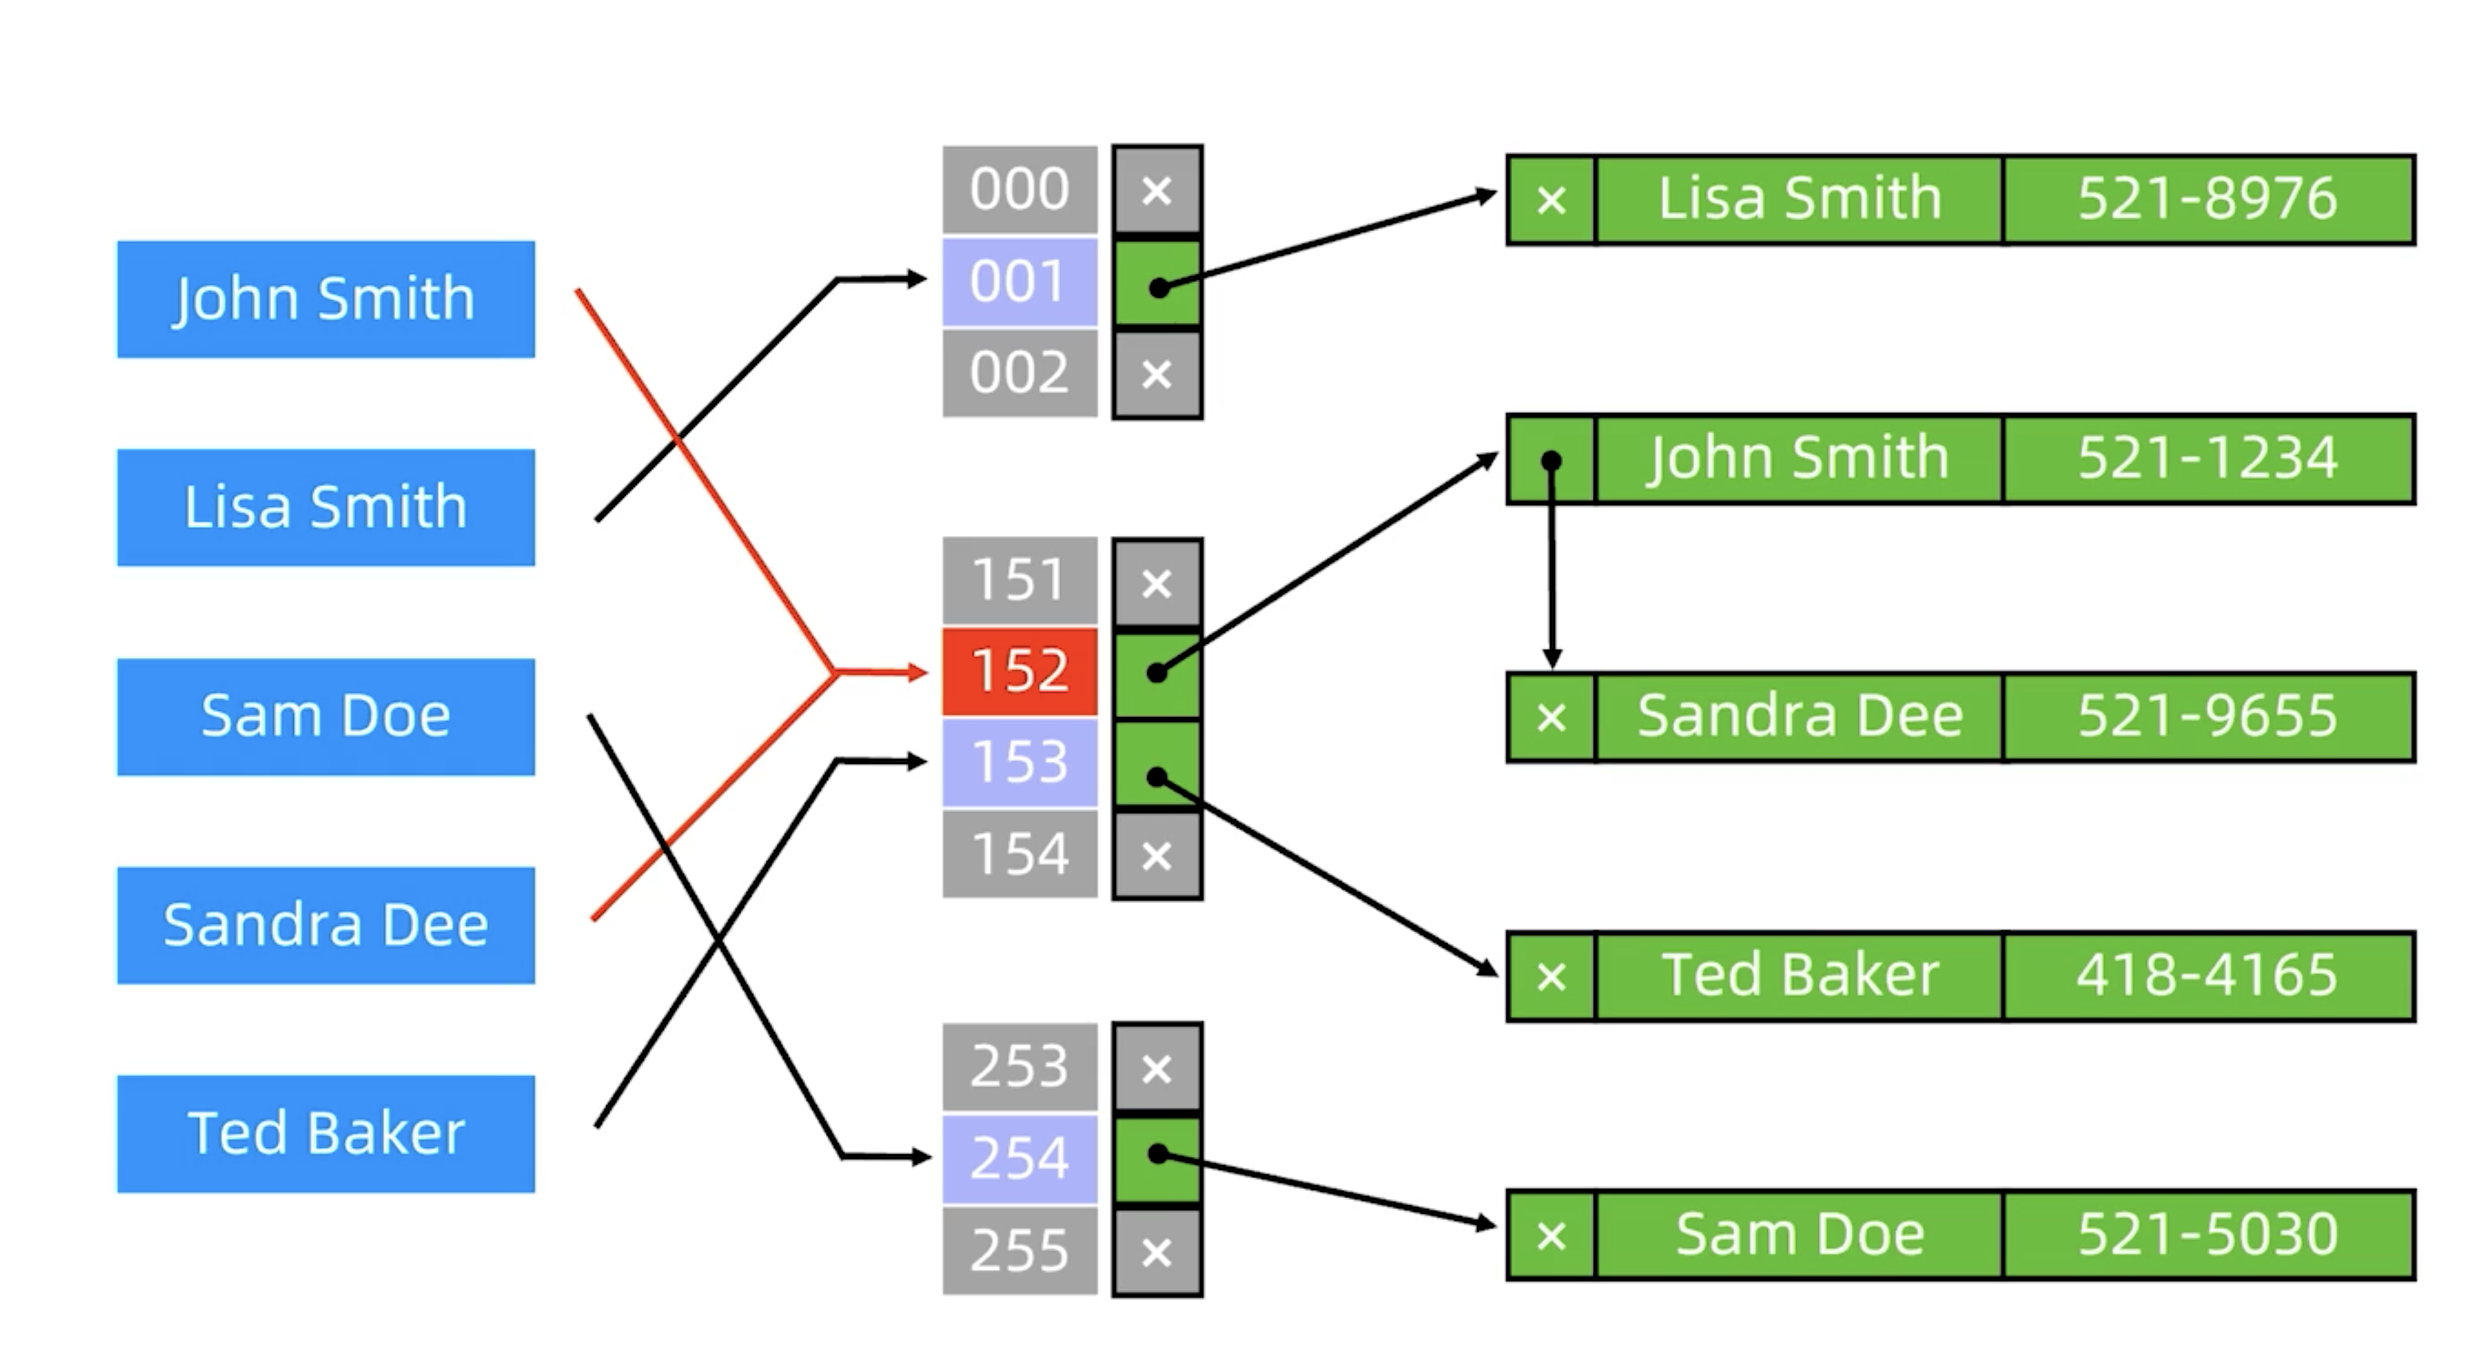 John Smith
Lisa Smith
Sam Doe
Sandra Dee
Ted Baker
000 ×
001
002 ×
151 ×
152
153
154 ×
253 ×
254
255 ×
× Lisa Smith 521-8976
John Smith 521-1234
× Sandra Dee 521-9655
× Ted Baker 418-4165
× Sam Doe 521-5030